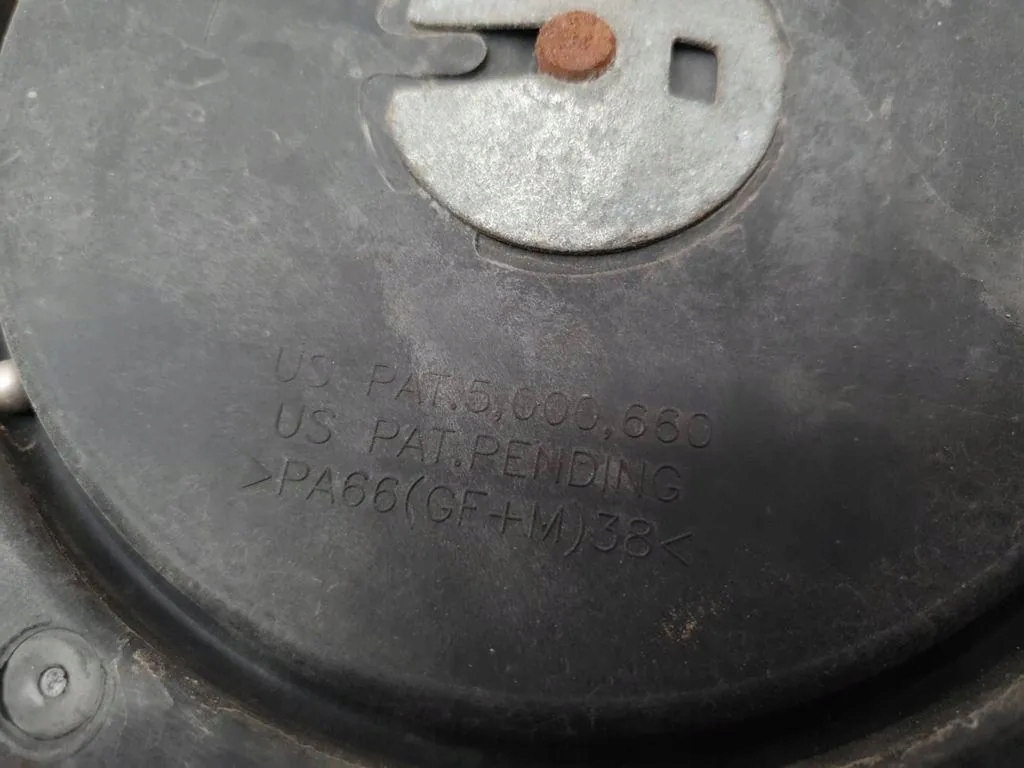 US PAT.5,000,660
US PAT.PENDING
>PA66(GF+M)38<